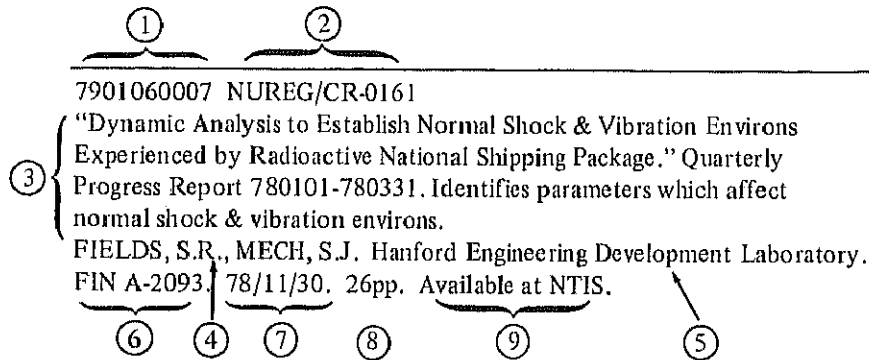 ① ②
7901060007 NUREG/CR-0161
“Dynamic Analysis to Establish Normal Shock & Vibration Environs
Experienced by Radioactive National Shipping Package.” Quarterly
③ Progress Report 780101-780331. Identifies parameters which affect
normal shock & vibration environs.
FIELDS, S.R., MECH, S.J. Hanford Engineering Development Laboratory.
FIN A-2093. 78/11/30. 26pp. Available at NTIS.
⑥ ④ ⑦ ⑧ ⑨ ⑤